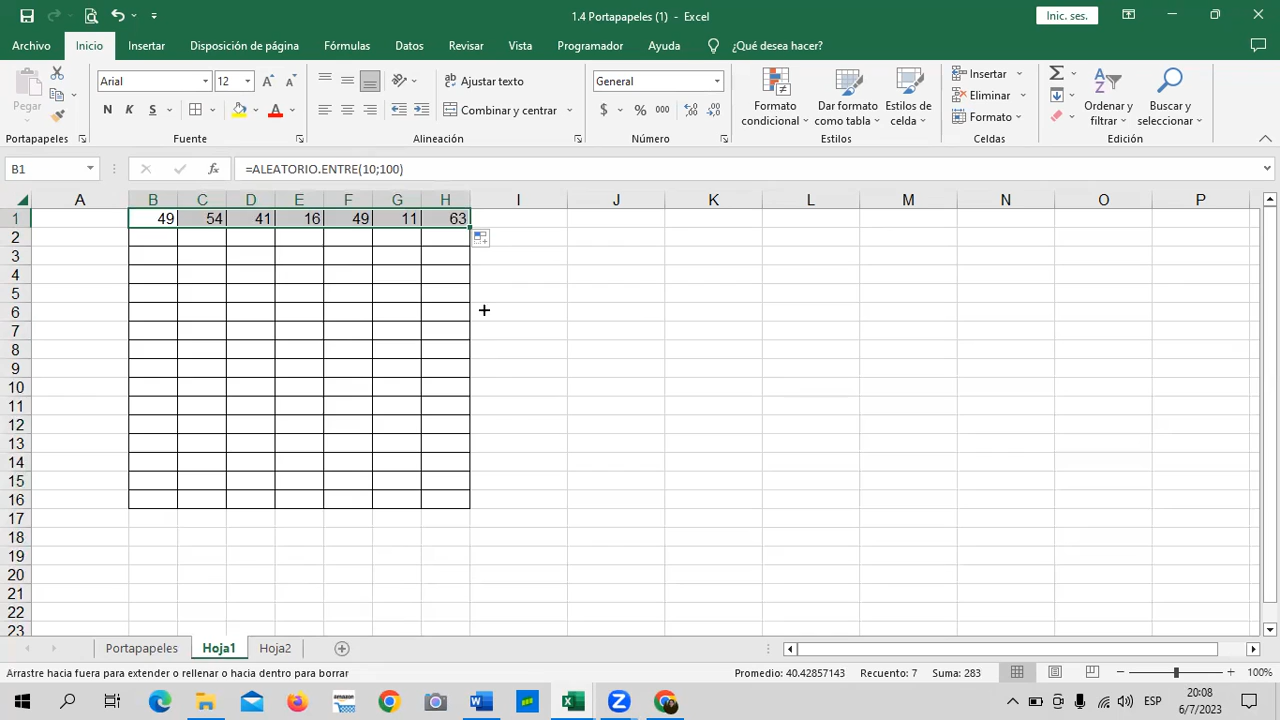 1.4 Portapapeles (1) - Excel
Inic. ses.
Archivo Inicio Insertar Disposición de página Fórmulas Datos Revisar Vista Programador Ayuda ¿Qué desea hacer?
Pegar
Arial 12
N K S
Ajustar texto
Combinar y centrar
General
$ % 000
Formato condicional
Dar formato como tabla
Estilos de celda
Insertar
Eliminar
Formato
Ordenar y filtrar
Buscar y seleccionar
Portapapeles Fuente Alineación Número Estilos Celdas Edición
B1 fx =ALEATORIO.ENTRE(10;100)
A B C D E F G H I J K L M N O P
1 49 54 41 16 49 11 63
2
3
4
5
6
7
8
9
10
11
12
13
14
15
16
17
18
19
20
21
22
23
Portapapeles Hoja1 Hoja2
Arrastre hacia fuera para extender o rellenar o hacia dentro para borrar Promedio: 40.42857143 Recuento: 7 Suma: 283 100%
ESP 20:08
6/7/2023